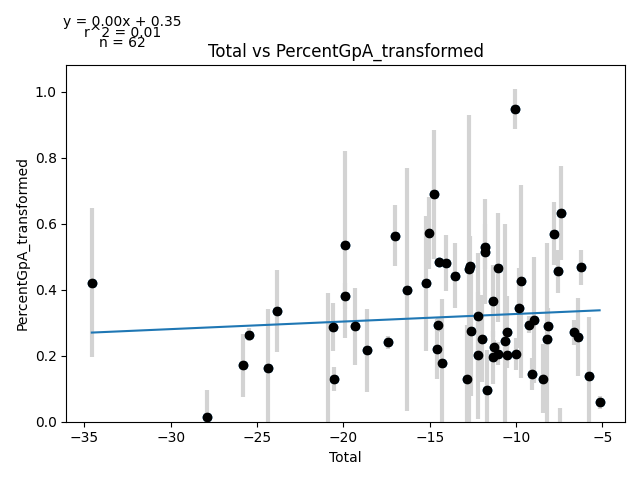 y = 0.00x + 0.35
r^2 = 0.01
n = 62
Total vs PercentGpA_transformed
PercentGpA_transformed
1.0
0.8
0.6
0.4
0.2
0.0
−35
−30
−25
−20
−15
−10
−5
Total